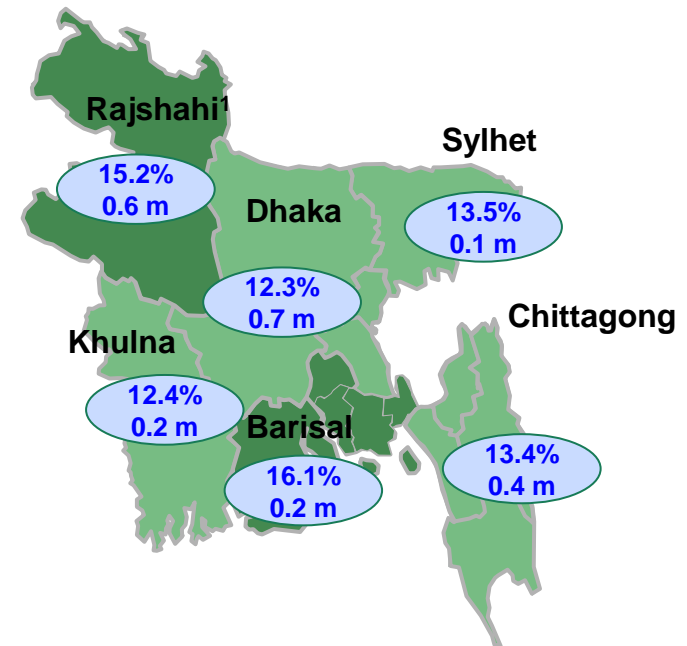 Rajshahi¹
15.2%
0.6 m
Sylhet
13.5%
0.1 m
Dhaka
12.3%
0.7 m
Khulna
12.4%
0.2 m
Chittagong
13.4%
0.4 m
Barisal
16.1%
0.2 m